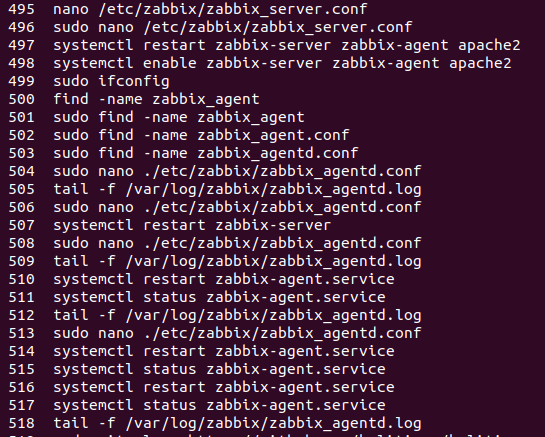 495 nano /etc/zabbix/zabbix_server.conf
496 sudo nano /etc/zabbix/zabbix_server.conf
497 systemctl restart zabbix-server zabbix-agent apache2
498 systemctl enable zabbix-server zabbix-agent apache2
499 sudo ifconfig
500 find -name zabbix_agent
501 sudo find -name zabbix_agent
502 sudo find -name zabbix_agent.conf
503 sudo find -name zabbix_agentd.conf
504 sudo nano ./etc/zabbix/zabbix_agentd.conf
505 tail -f /var/log/zabbix/zabbix_agentd.log
506 sudo nano ./etc/zabbix/zabbix_agentd.conf
507 systemctl restart zabbix-server
508 sudo nano ./etc/zabbix/zabbix_agentd.conf
509 tail -f /var/log/zabbix/zabbix_agentd.log
510 systemctl restart zabbix-agent.service
511 systemctl status zabbix-agent.service
512 tail -f /var/log/zabbix/zabbix_agentd.log
513 sudo nano ./etc/zabbix/zabbix_agentd.conf
514 systemctl restart zabbix-agent.service
515 systemctl status zabbix-agent.service
516 systemctl restart zabbix-agent.service
517 systemctl status zabbix-agent.service
518 tail -f /var/log/zabbix/zabbix_agentd.log